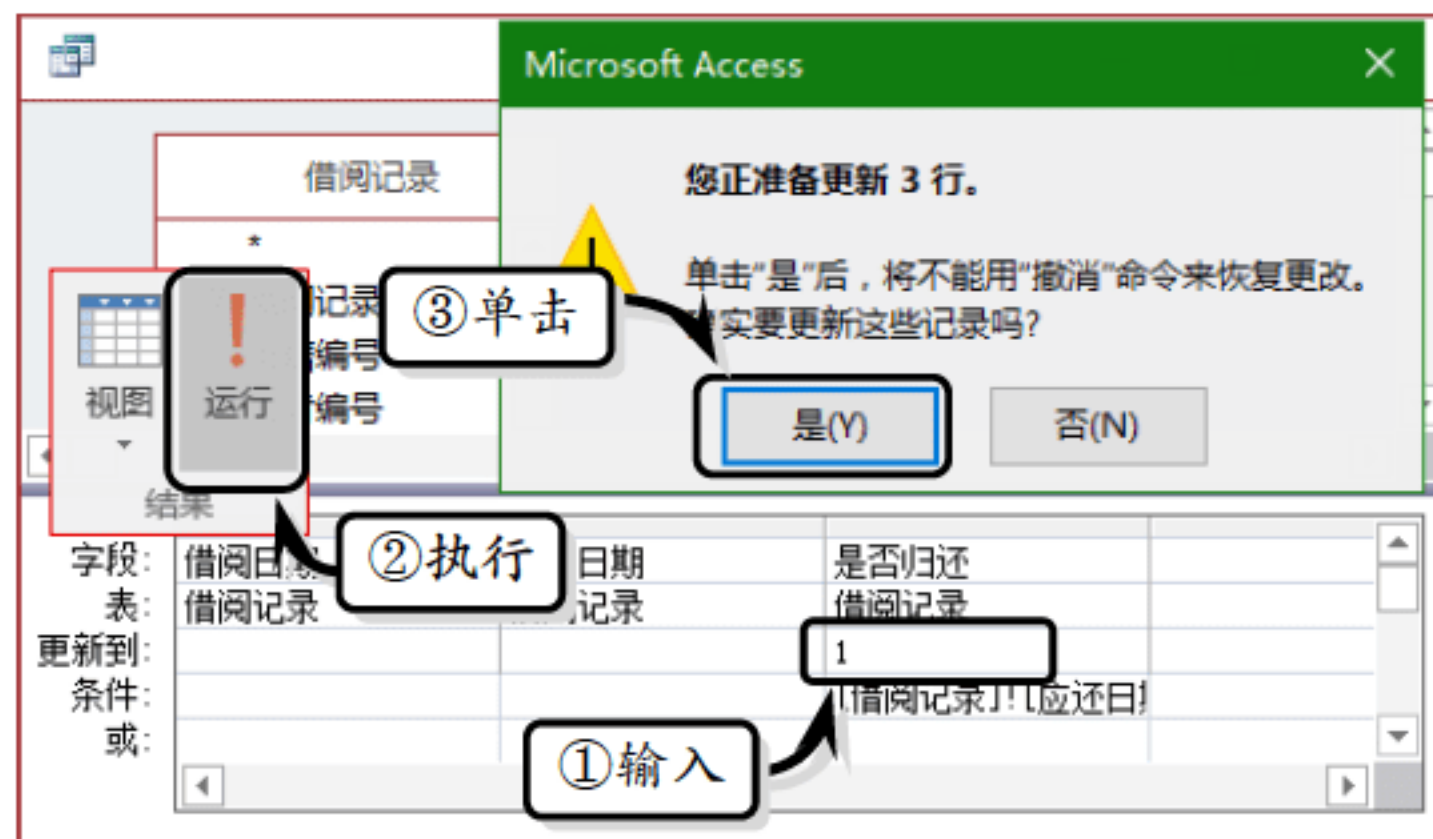 Microsoft Access
借阅记录
您正准备更新 3 行。
*
单击“是”后，将不能用“撤消”命令来恢复更改。
实要更新这些记录吗?
记录
③单击
编号
视图
运行
编号
是(Y)
否(N)
结果
②执行
字段: 借阅日 日期 是否归还
表: 借阅记录 记录 借阅记录
更新到: 1
条件: [借阅记录]![应还日
或:
①输入